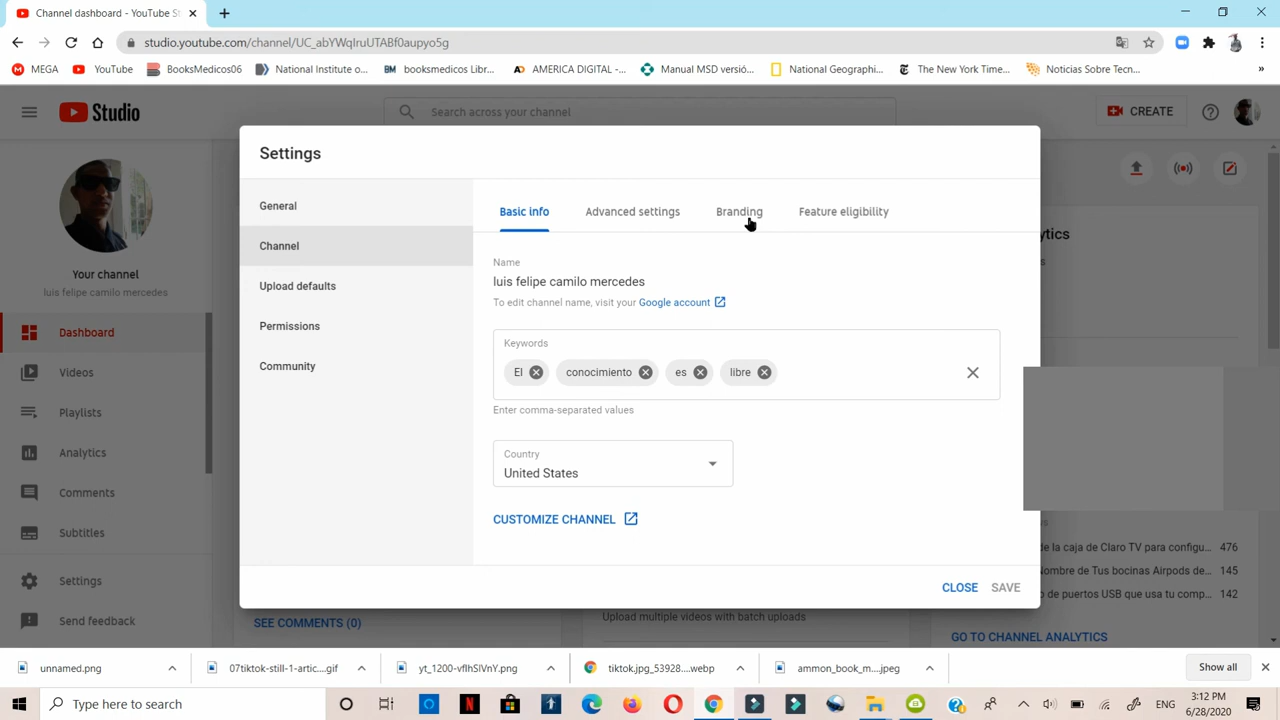 Channel dashboard - YouTube St
studio.youtube.com/channel/UC_abYWqIruUTABf0aupyo5g
MEGA YouTube BooksMedicos06 National Institute o... booksmedicos Libr... AMERICA DIGITAL -... Manual MSD versió... National Geographi... The New York Time... Noticias Sobre Tecn...
Studio Search across your channel CREATE
Settings
General
Channel
Upload defaults
Permissions
Community
Basic info Advanced settings Branding Feature eligibility
Name
luis felipe camilo mercedes
To edit channel name, visit your Google account
Keywords
El conocimiento es libre
Enter comma-separated values
Country
United States
CUSTOMIZE CHANNEL
CLOSE SAVE
Your channel
luis felipe camilo mercedes
Dashboard
Videos
Playlists
Analytics
Comments
Subtitles
Settings
Send feedback
SEE COMMENTS (0)
Upload multiple videos with batch uploads
de la caja de Claro TV para configu... 476
Nombre de Tus bocinas Airpods de... 145
de puertos USB que usa tu comp... 142
GO TO CHANNEL ANALYTICS
unnamed.png 07tiktok-still-1-artic....gif yt_1200-vflhSIVnY.png tiktok.jpg_53928....webp ammon_book_m....jpeg Show all
Type here to search
ENG
3:12 PM
6/28/2020